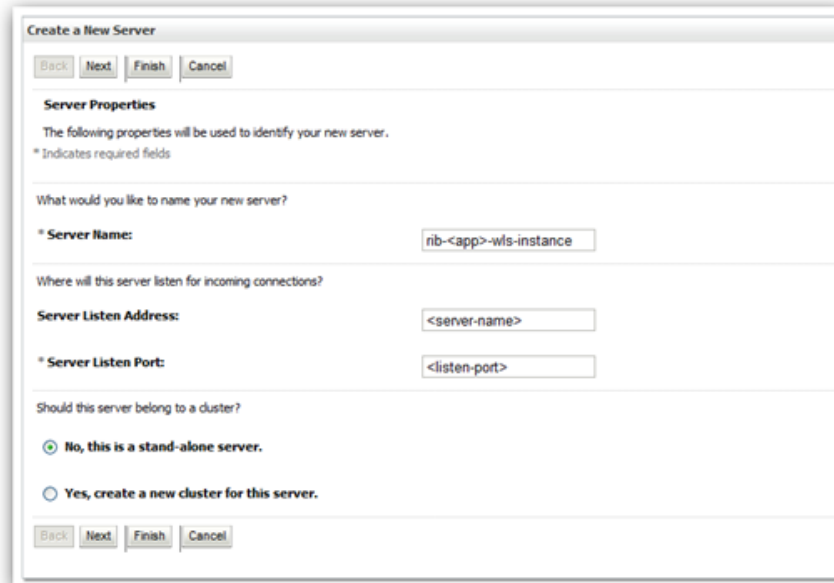 Create a New Server
Back Next Finish Cancel
Server Properties
The following properties will be used to identify your new server.
* Indicates required fields
What would you like to name your new server?
* Server Name: rib-<app>-wls-instance
Where will this server listen for incoming connections?
Server Listen Address: <server-name>
* Server Listen Port: <listen-port>
Should this server belong to a cluster?
No, this is a stand-alone server.
Yes, create a new cluster for this server.
Back Next Finish Cancel